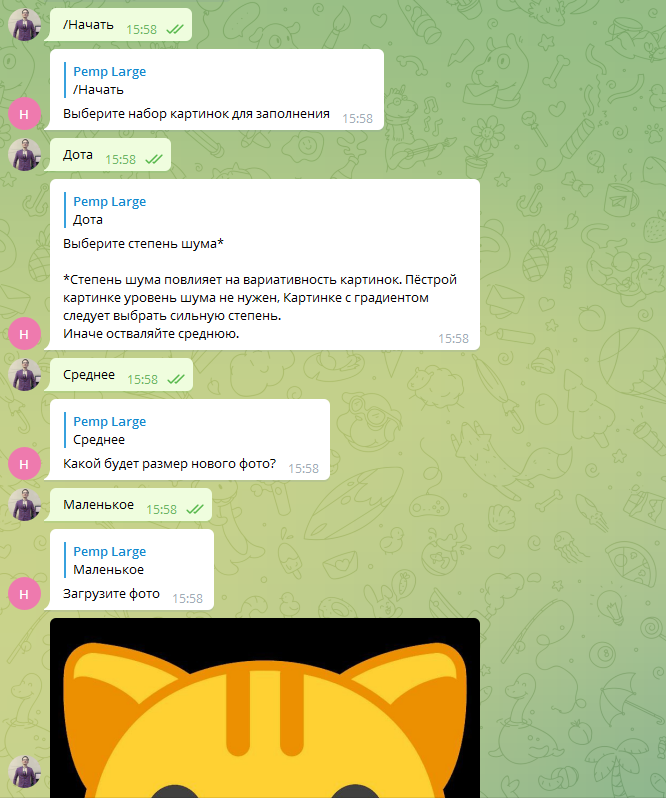 /Начать 15:58
Pemp Large
/Начать
Выберите набор картинок для заполнения 15:58
Н
Дота 15:58
Pemp Large
Дота
Выберите степень шума*
*Степень шума повлияет на вариативность картинок. Пёстрой
картинке уровень шума не нужен, Картинке с градиентом
следует выбрать сильную степень.
Иначе остваляйте среднюю. 15:58
Н
Среднее 15:58
Pemp Large
Среднее
Какой будет размер нового фото? 15:58
Н
Маленькое 15:58
Pemp Large
Маленькое
Загрузите фото 15:58
Н